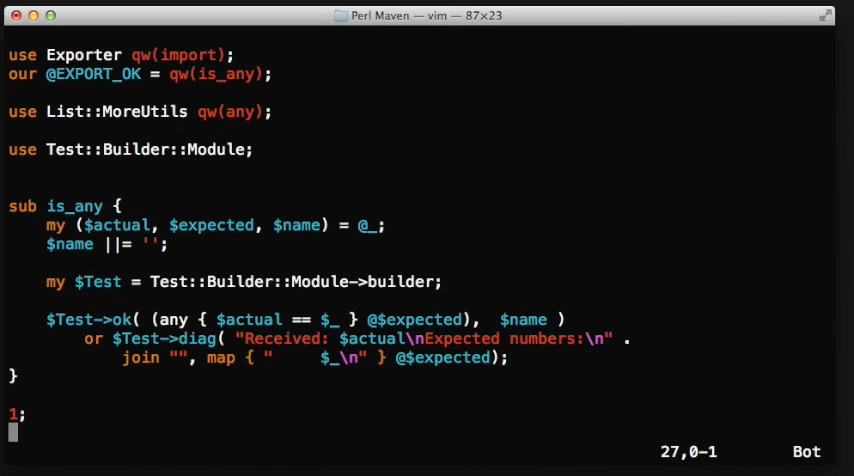 Perl Maven — vim — 87×23
use Exporter qw(import);
our @EXPORT_OK = qw(is_any);
use List::MoreUtils qw(any);
use Test::Builder::Module;
sub is_any {
    my ($actual, $expected, $name) = @_;
    $name ||= '';
    my $Test = Test::Builder::Module->builder;
    $Test->ok( (any { $actual == $_ } @$expected),  $name )
        or $Test->diag( "Received: $actual\nExpected numbers:\n" .
            join "", map { "     $_\n" } @$expected);
}
1;
27,0-1        Bot